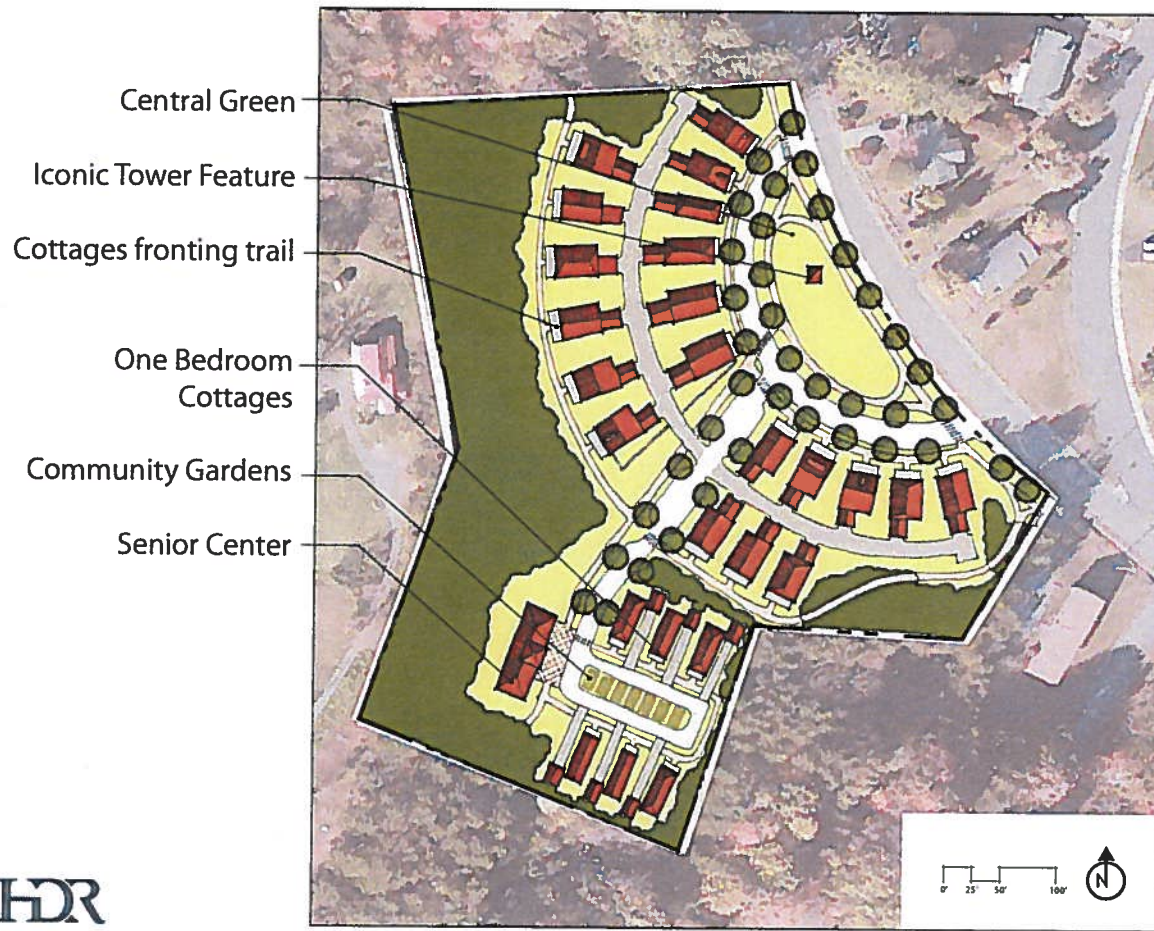 Central Green
Iconic Tower Feature
Cottages fronting trail
One Bedroom
Cottages
Community Gardens
Senior Center
0' 25' 50' 100'
N
HDR